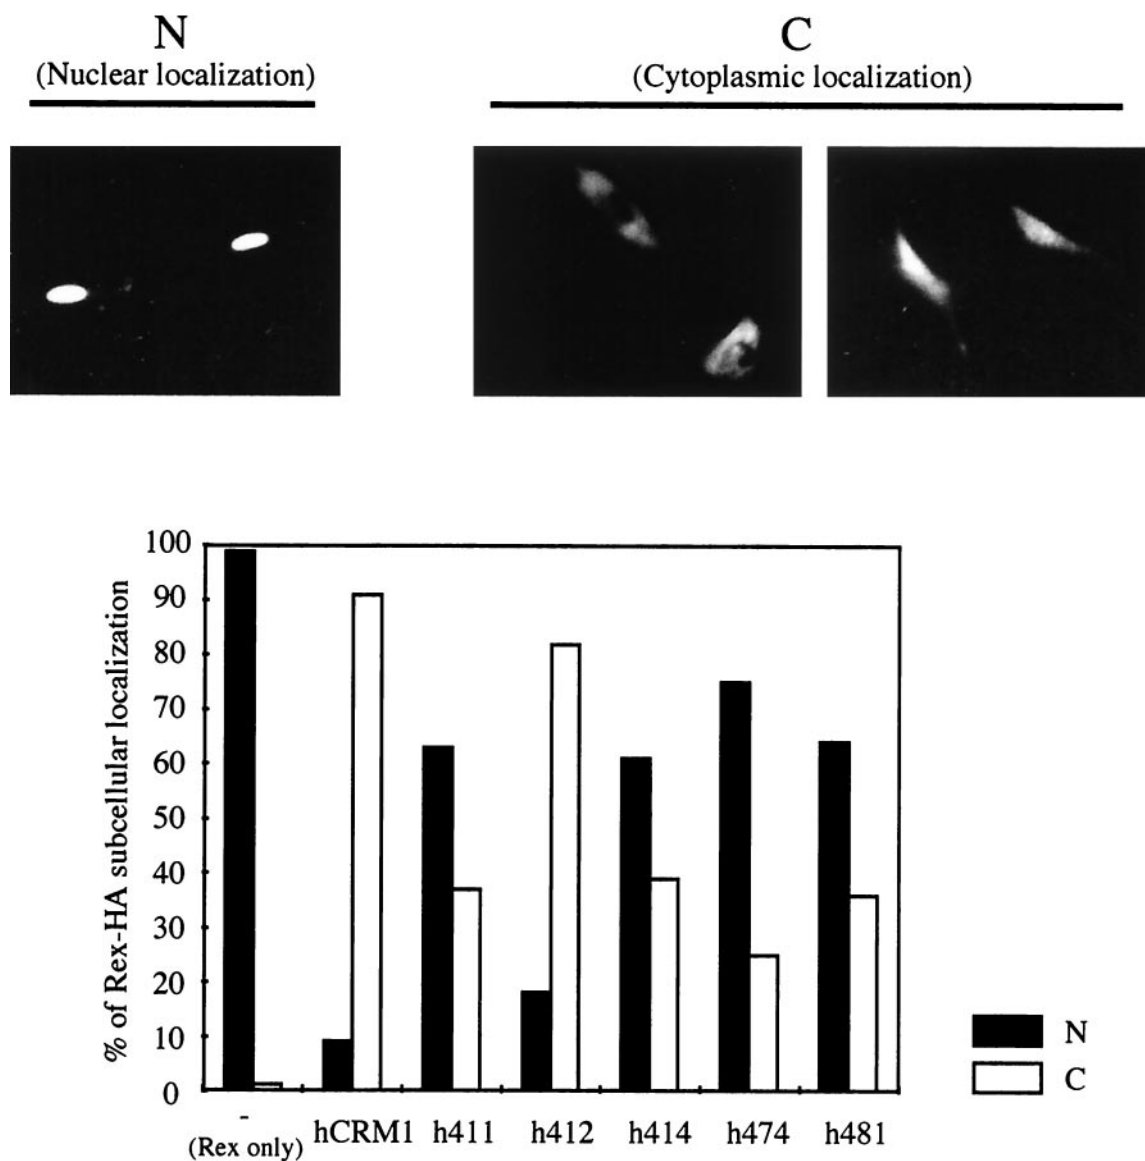 N
(Nuclear localization)
C
(Cytoplasmic localization)
% of Rex-HA subcellular localization
100
90
80
70
60
50
40
30
20
10
0
-
(Rex only)
hCRM1
h411
h412
h414
h474
h481
N
C